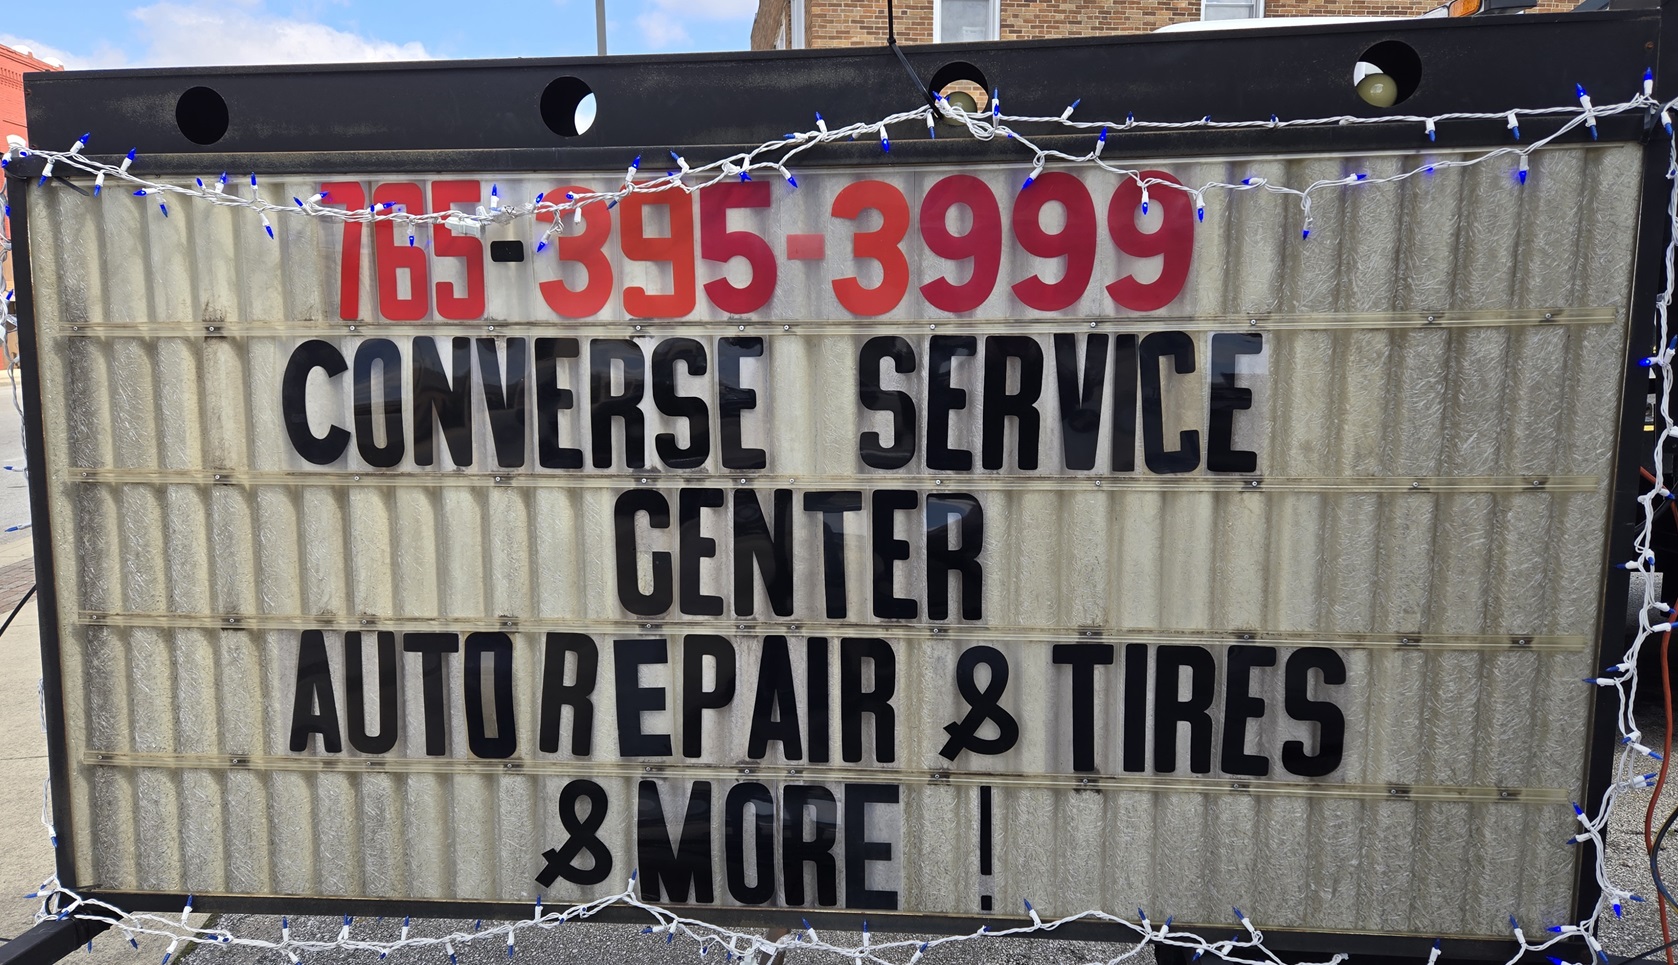 765-395-3999
CONVERSE SERVICE
CENTER
AUTO REPAIR & TIRES
& MORE !